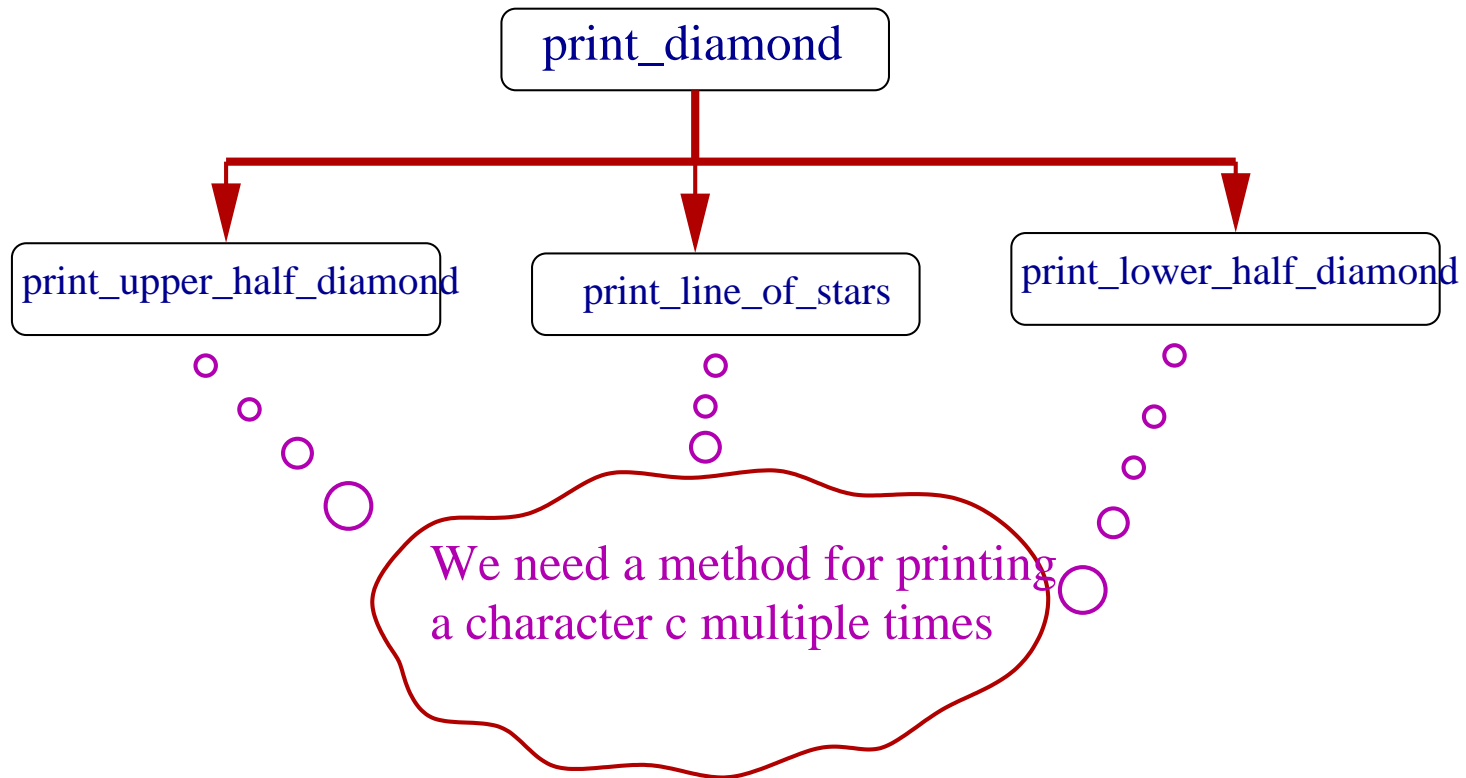 print_diamond
print_upper_half_diamond
print_line_of_stars
print_lower_half_diamond
We need a method for printing
a character c multiple times